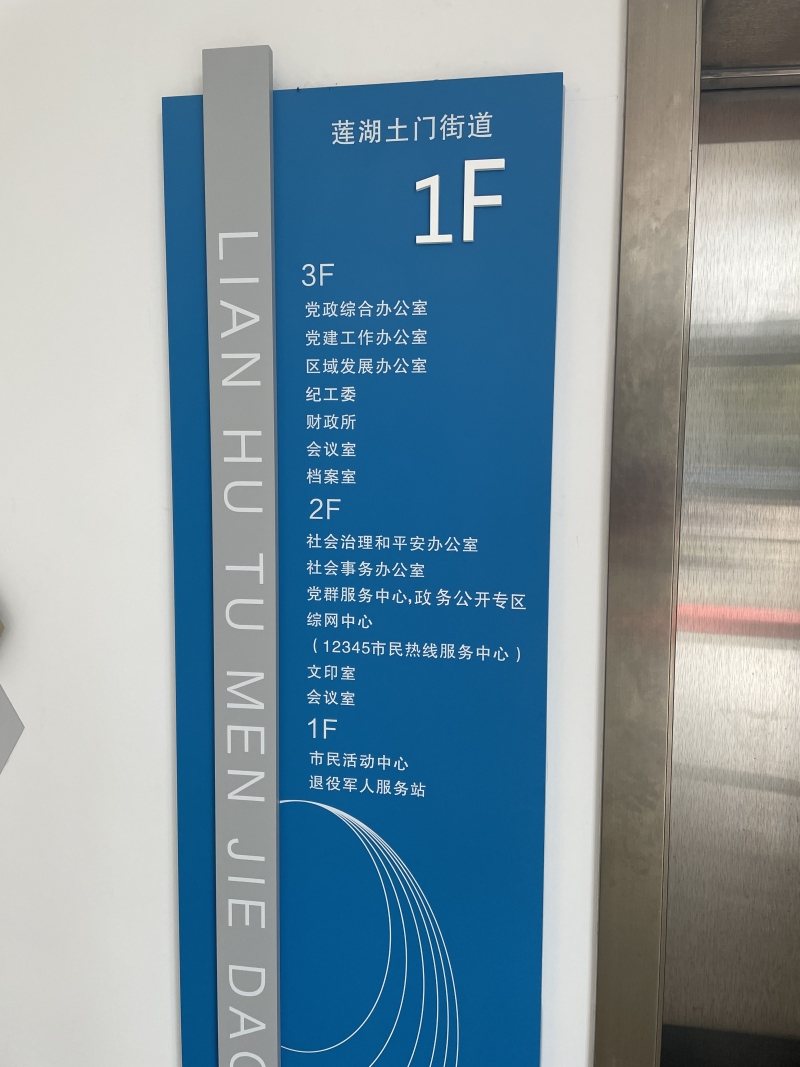 莲湖土门街道
1F
3F
党政综合办公室
党建工作办公室
区域发展办公室
纪工委
财政所
会议室
档案室
2F
社会治理和平安办公室
社会事务办公室
党群服务中心,政务公开专区
综网中心
（12345市民热线服务中心）
文印室
会议室
1F
市民活动中心
退役军人服务站
LIAN HU TU MEN JIE DAO